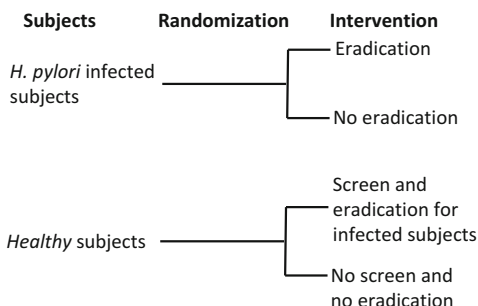 Subjects Randomization Intervention
Eradication
H. pylori infected
subjects
No eradication
Screen and
eradication for
infected subjects
Healthy subjects
No screen and
no eradication